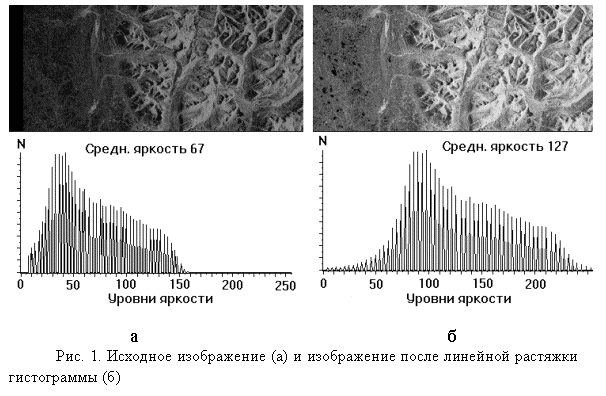 N
Средн. яркость 67
0 50 100 150 200 250
Уровни яркости
а
N
Средн. яркость 127
0 50 100 150 200
Уровни яркости
б
Рис. 1. Исходное изображение (а) и изображение после линейной растяжки
гистограммы (б)